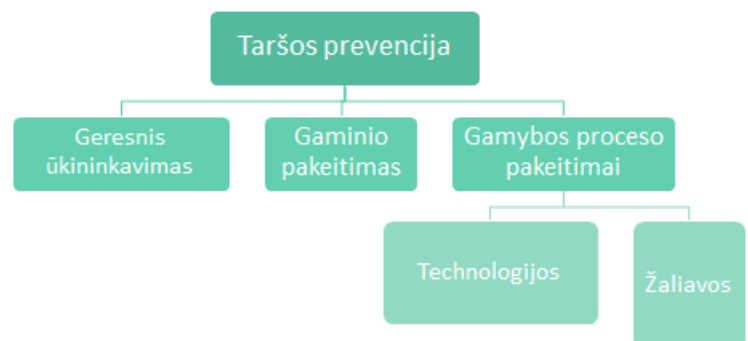 Taršos prevencija
Geresnis
ūkininkavimas
Gaminio
pakeitimas
Gamybos proceso
pakeitimai
Technologijos
Žaliavos